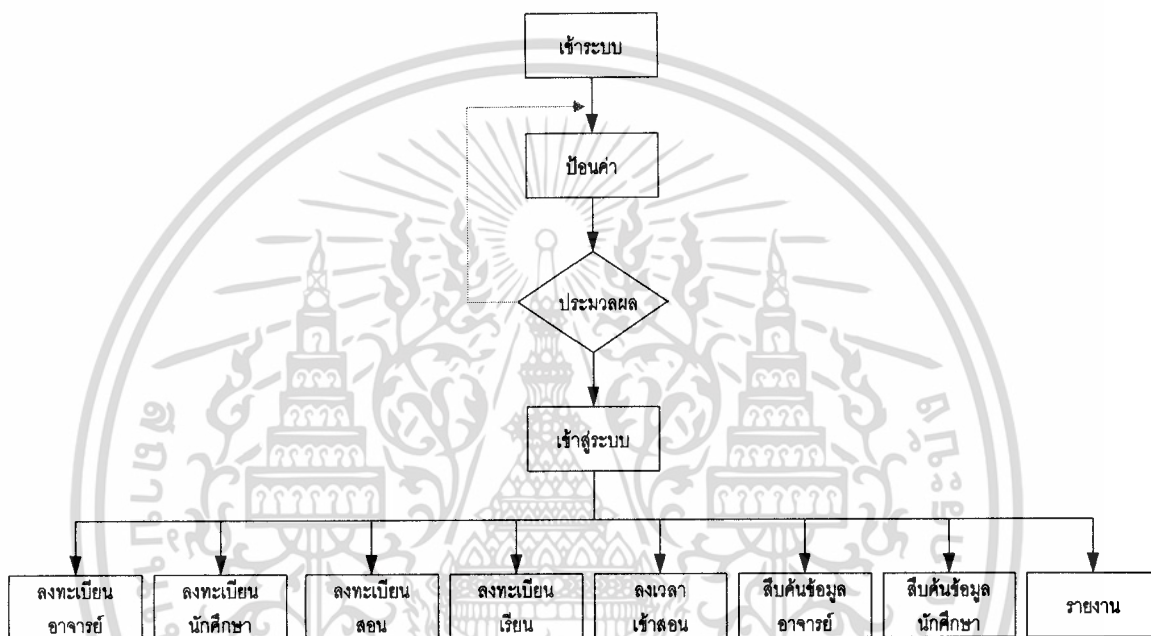 เข้าระบบ
ป้อนค่า
ประมวลผล
เข้าสู่ระบบ
ลงทะเบียน
อาจารย์
ลงทะเบียน
นักศึกษา
ลงทะเบียน
สอน
ลงทะเบียน
เรียน
ลงเวลา
เข้าสอน
สืบค้นข้อมูล
อาจารย์
สืบค้นข้อมูล
นักศึกษา
รายงาน